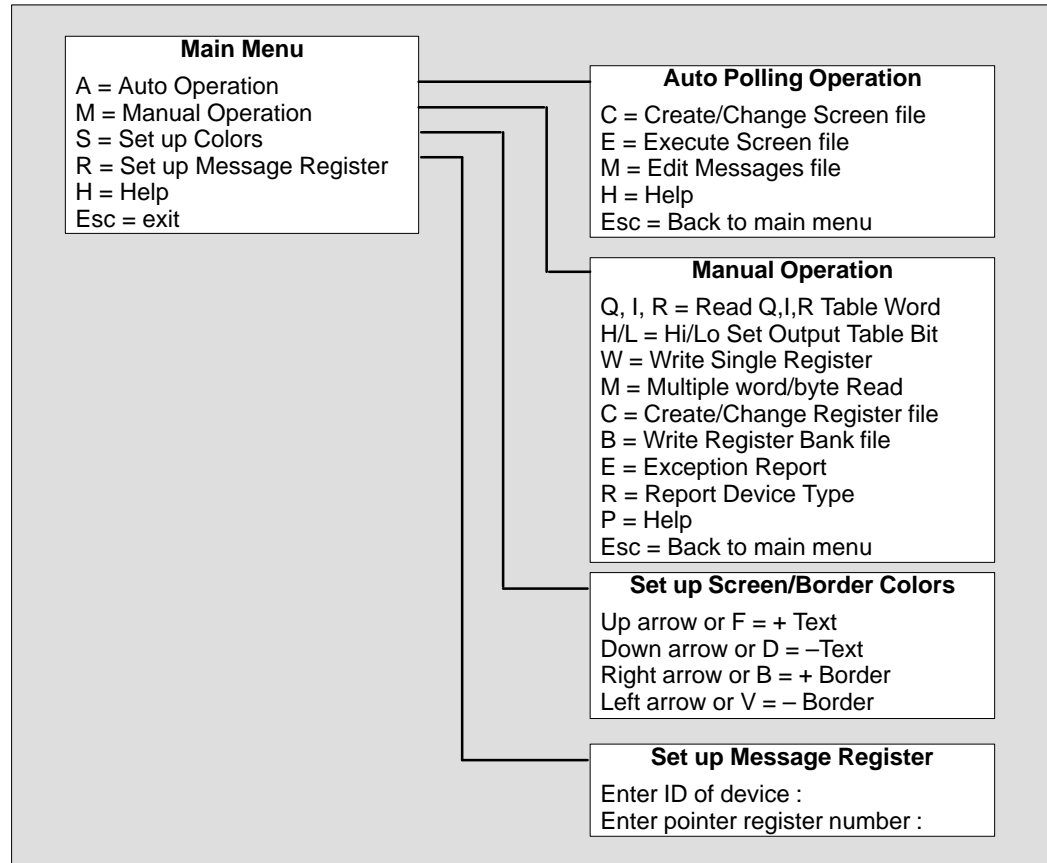 Main Menu
A = Auto Operation
M = Manual Operation
S = Set up Colors
R = Set up Message Register
H = Help
Esc = exit
Auto Polling Operation
C = Create/Change Screen file
E = Execute Screen file
M = Edit Messages file
H = Help
Esc = Back to main menu
Manual Operation
Q, I, R = Read Q,I,R Table Word
H/L = Hi/Lo Set Output Table Bit
W = Write Single Register
M = Multiple word/byte Read
C = Create/Change Register file
B = Write Register Bank file
E = Exception Report
R = Report Device Type
P = Help
Esc = Back to main menu
Set up Screen/Border Colors
Up arrow or F = + Text
Down arrow or D = –Text
Right arrow or B = + Border
Left arrow or V = – Border
Set up Message Register
Enter ID of device :
Enter pointer register number :